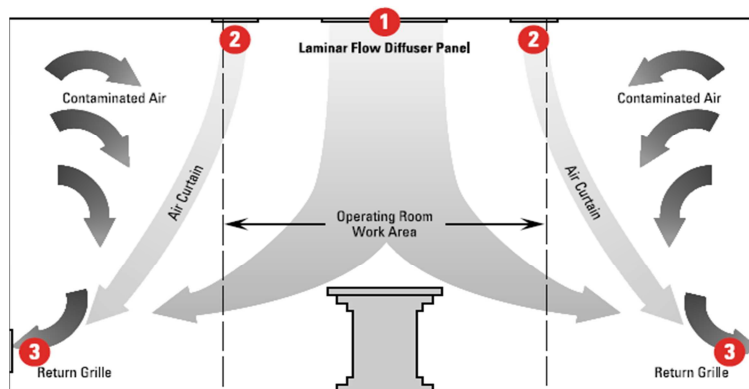 1
2
2
Laminar Flow Diffuser Panel
Contaminated Air
Contaminated Air
Air Curtain
Air Curtain
Operating Room
Work Area
3
Return Grille
3
Return Grille